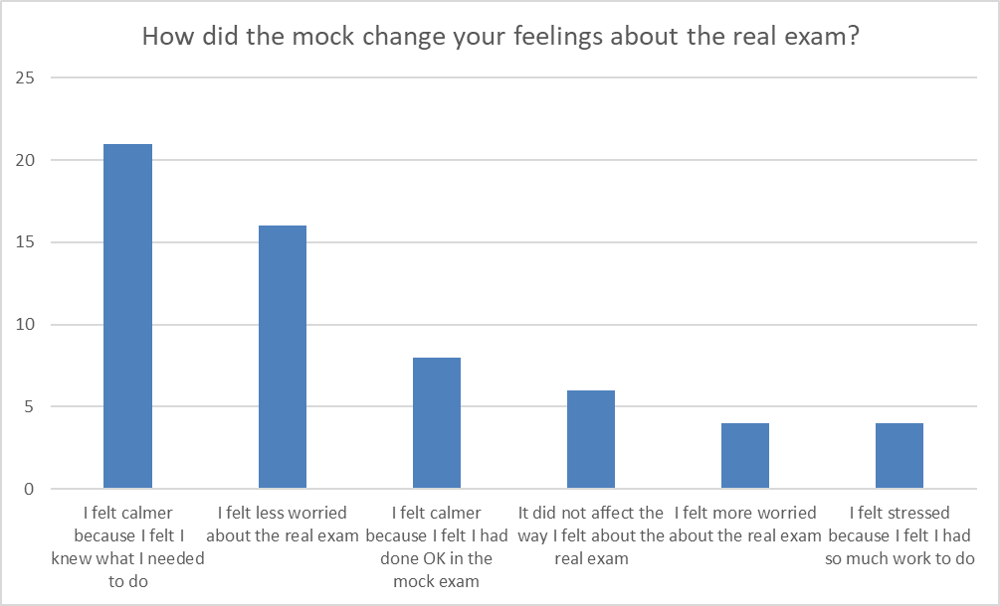 How did the mock change your feelings about the real exam?
25
20
15
10
5
0
I felt calmer
because I felt I
knew what I needed
to do
I felt less worried
about the real exam
I felt calmer
because I felt I had
done OK in the
mock exam
It did not affect the
way I felt about the
real exam
I felt more worried
about the real exam
I felt stressed
because I felt I had
so much work to do